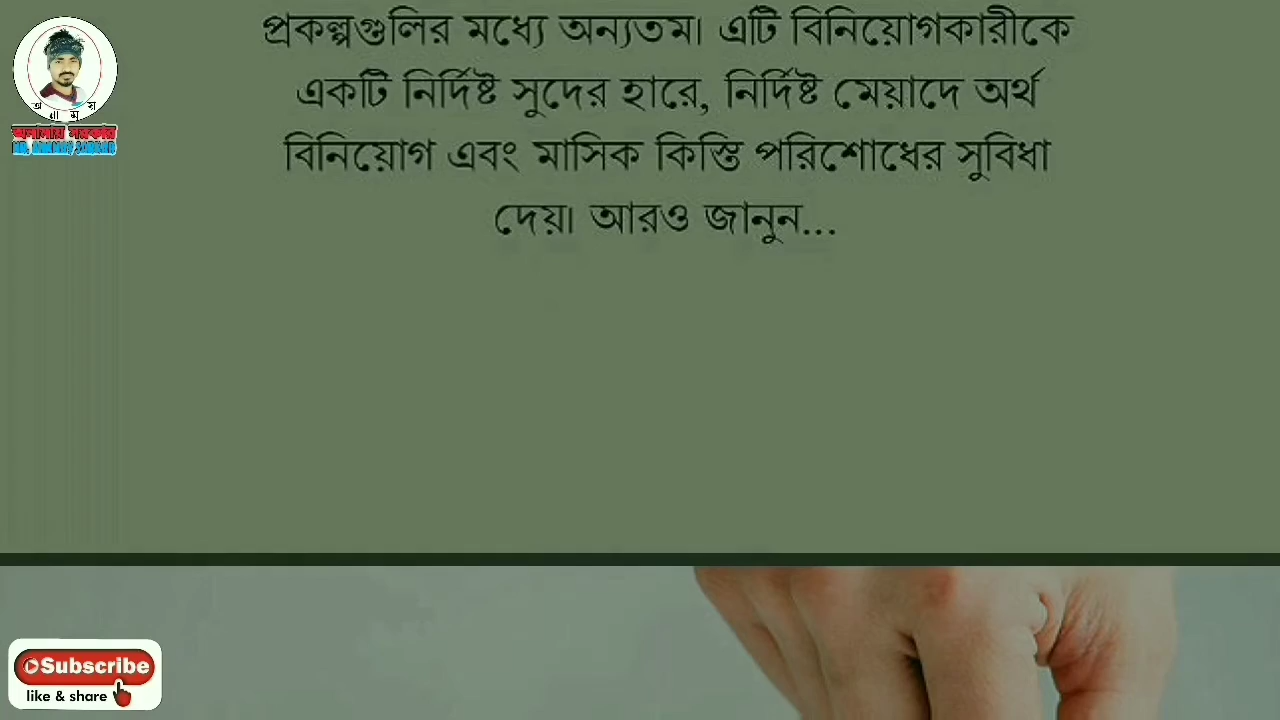 প্রকল্পগুলির মধ্যে অন্যতম। এটি বিনিয়োগকারীকে
একটি নির্দিষ্ট সুদের হারে, নির্দিষ্ট মেয়াদে অর্থ
বিনিয়োগ এবং মাসিক কিস্তি পরিশোধের সুবিধা
দেয়। আরও জানুন...
Subscribe
like & share